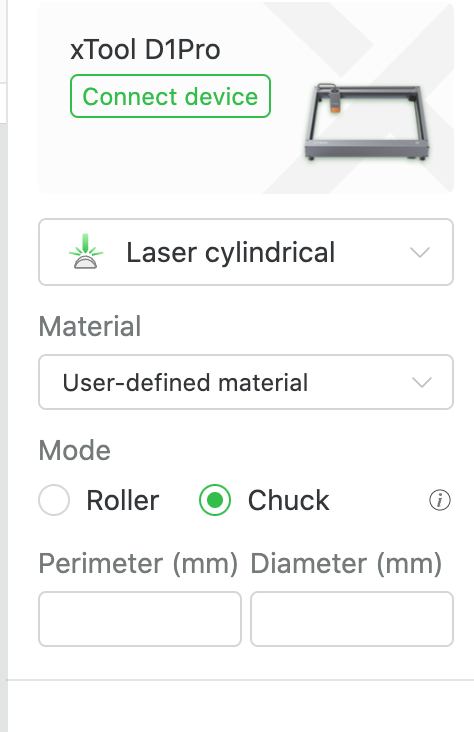 xTool D1Pro
Connect device
Laser cylindrical
Material
User-defined material
Mode
Roller Chuck
Perimeter (mm) Diameter (mm)